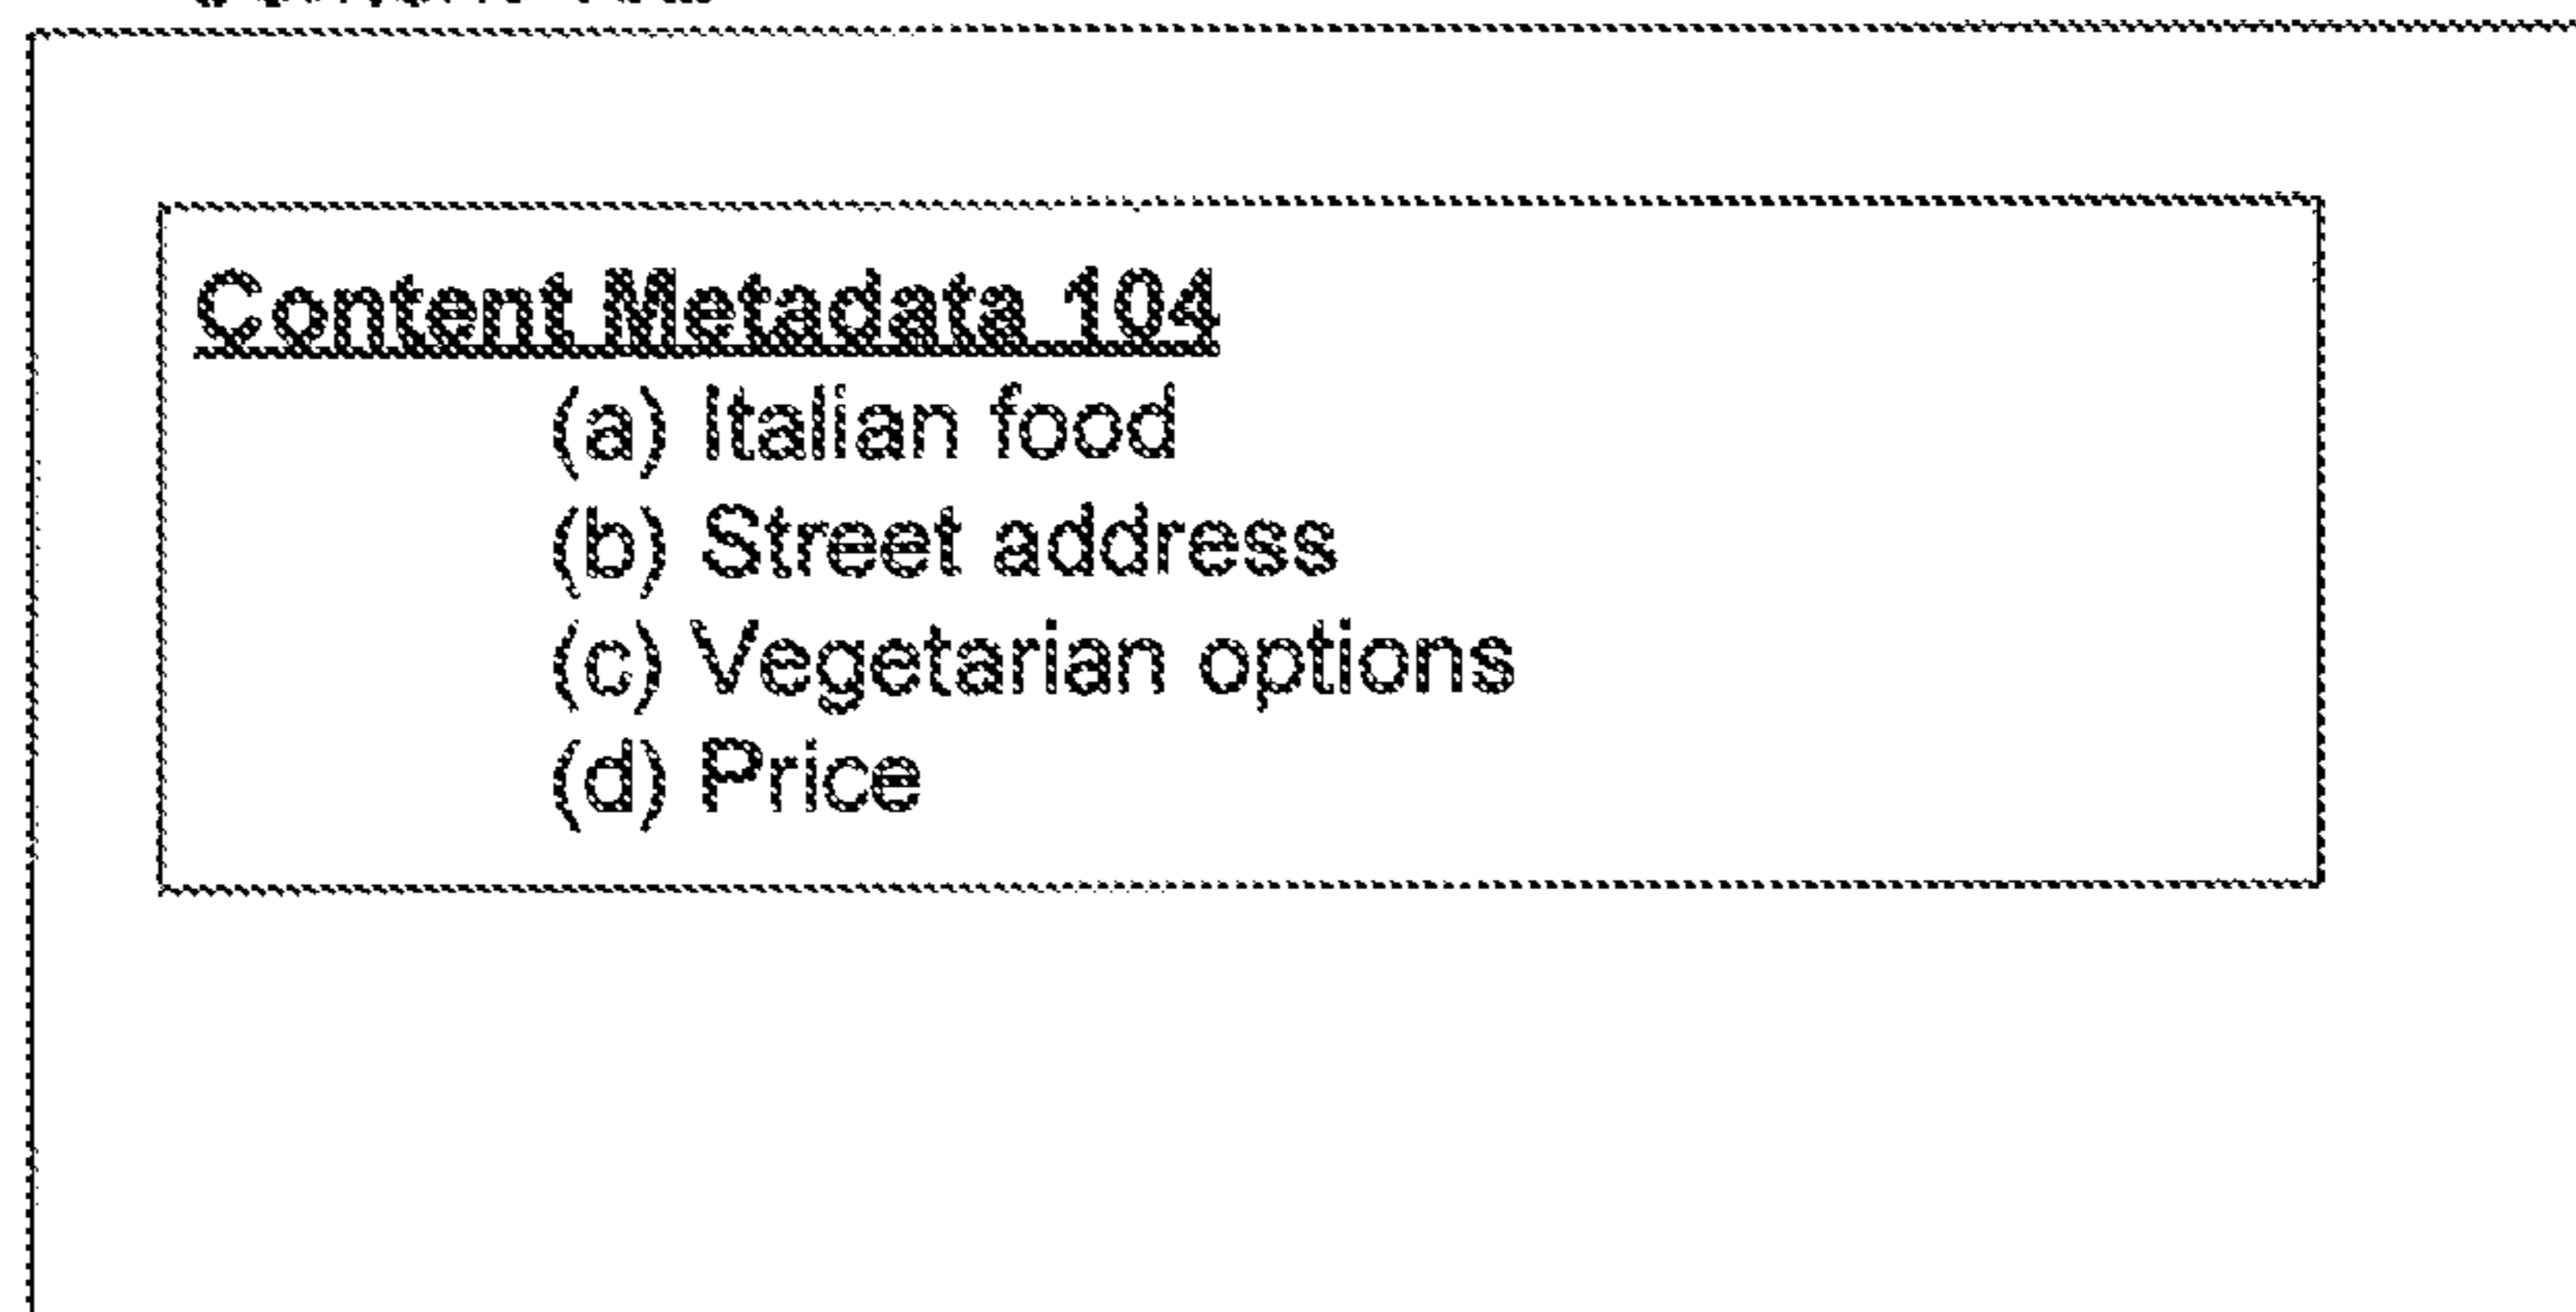 Content Metadata 104
(a) Italian food
(b) Street address
(c) Vegetarian options
(d) Price